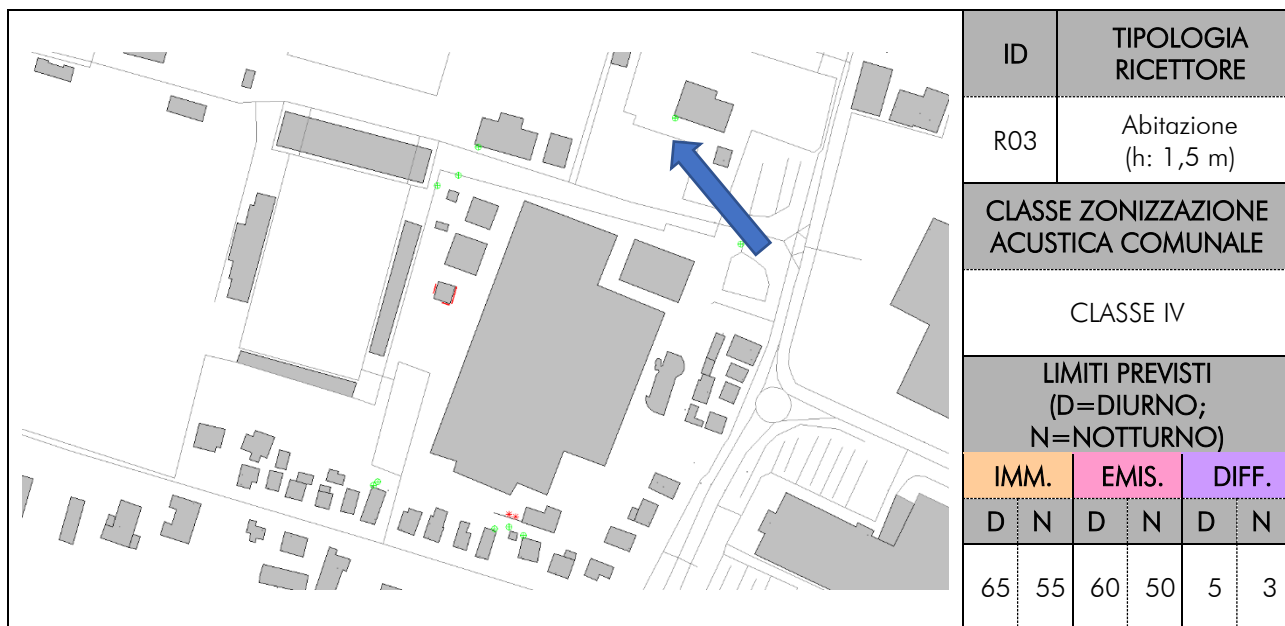 ID
TIPOLOGIA
RICETTORE
R03
Abitazione
(h: 1,5 m)
CLASSE ZONIZZAZIONE
ACUSTICA COMUNALE
CLASSE IV
LIMITI PREVISTI
(D=DIURNO;
N=NOTTURNO)
IMM. EMIS. DIFF.
D N D N D N
65 55 60 50 5 3